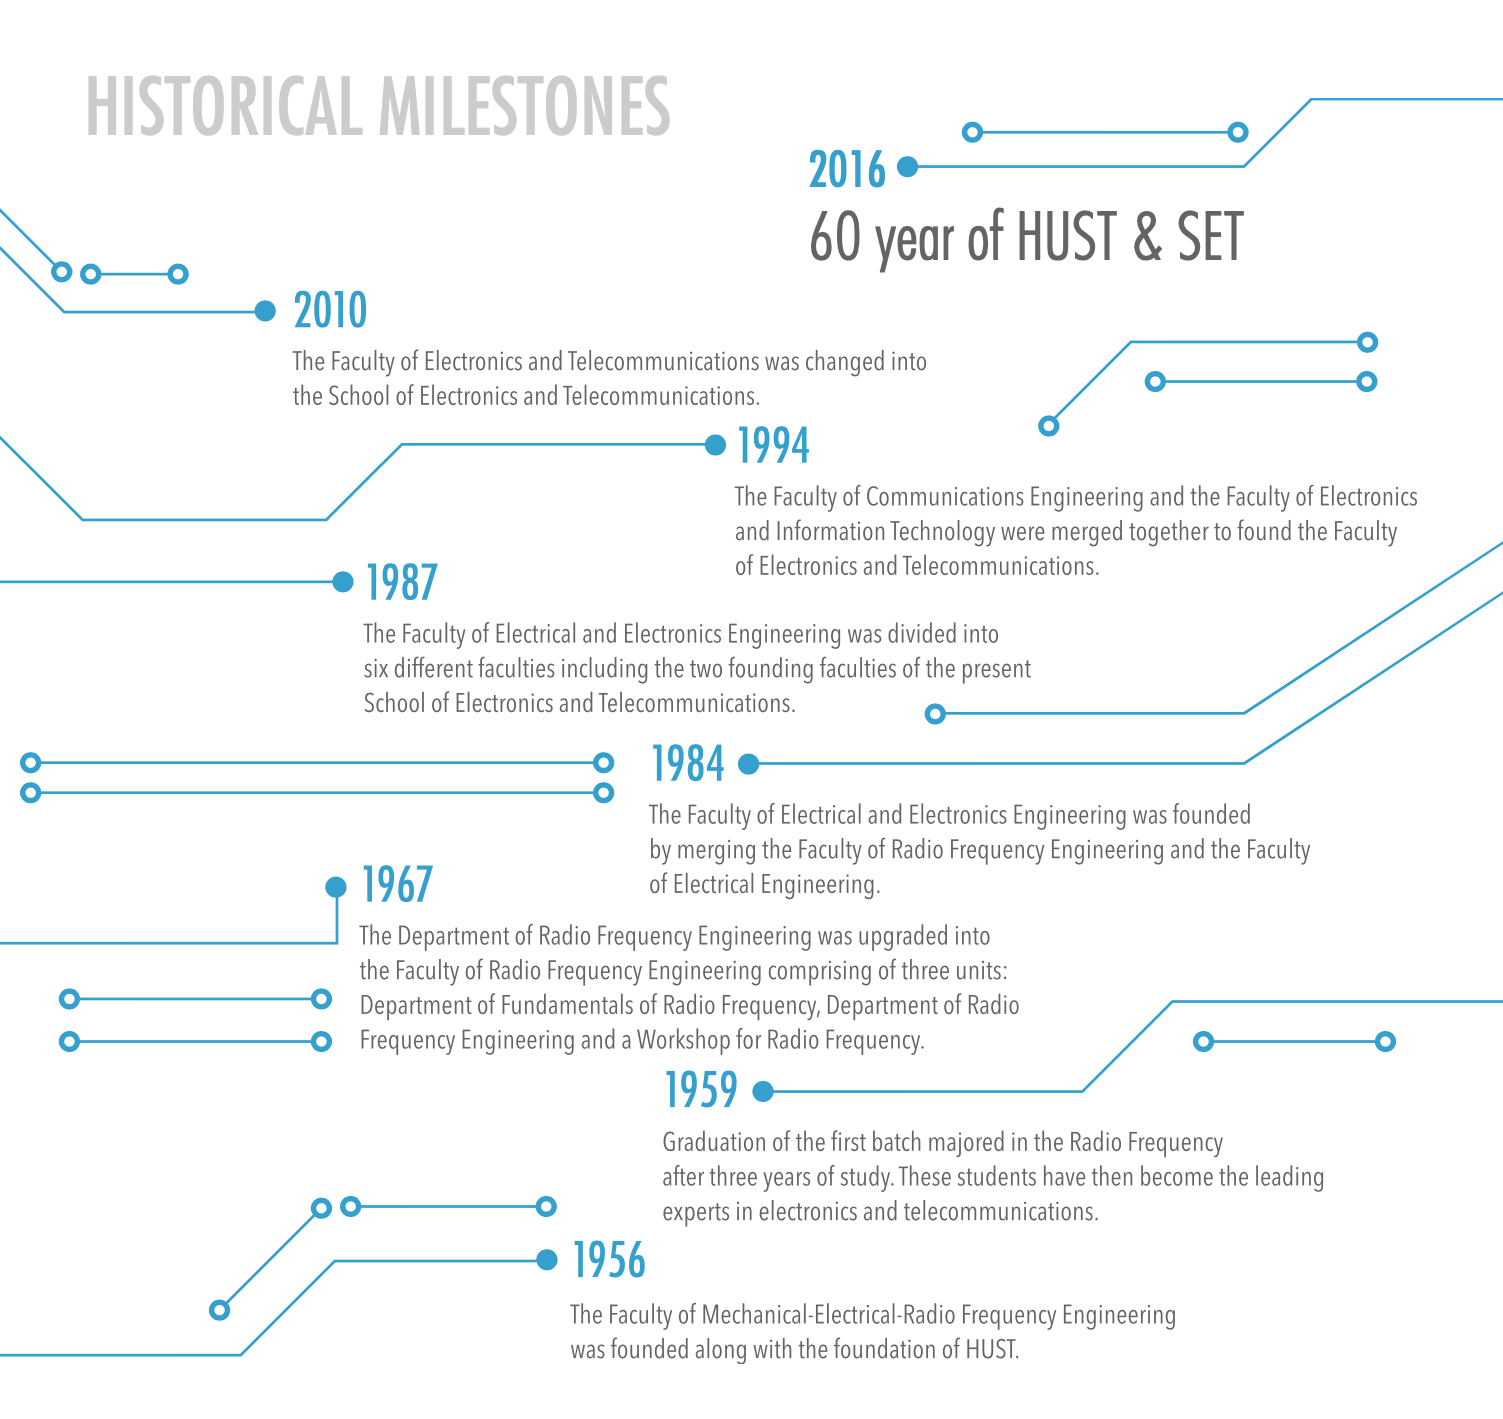 HISTORICAL MILESTONES
2016
60 year of HUST & SET
2010
The Faculty of Electronics and Telecommunications was changed into
the School of Electronics and Telecommunications.
1994
The Faculty of Communications Engineering and the Faculty of Electronics
and Information Technology were merged together to found the Faculty
of Electronics and Telecommunications.
1987
The Faculty of Electrical and Electronics Engineering was divided into
six different faculties including the two founding faculties of the present
School of Electronics and Telecommunications.
1984
The Faculty of Electrical and Electronics Engineering was founded
by merging the Faculty of Radio Frequency Engineering and the Faculty
of Electrical Engineering.
1967
The Department of Radio Frequency Engineering was upgraded into
the Faculty of Radio Frequency Engineering comprising of three units:
Department of Fundamentals of Radio Frequency, Department of Radio
Frequency Engineering and a Workshop for Radio Frequency.
1959
Graduation of the first batch majored in the Radio Frequency
after three years of study. These students have then become the leading
experts in electronics and telecommunications.
1956
The Faculty of Mechanical-Electrical-Radio Frequency Engineering
was founded along with the foundation of HUST.